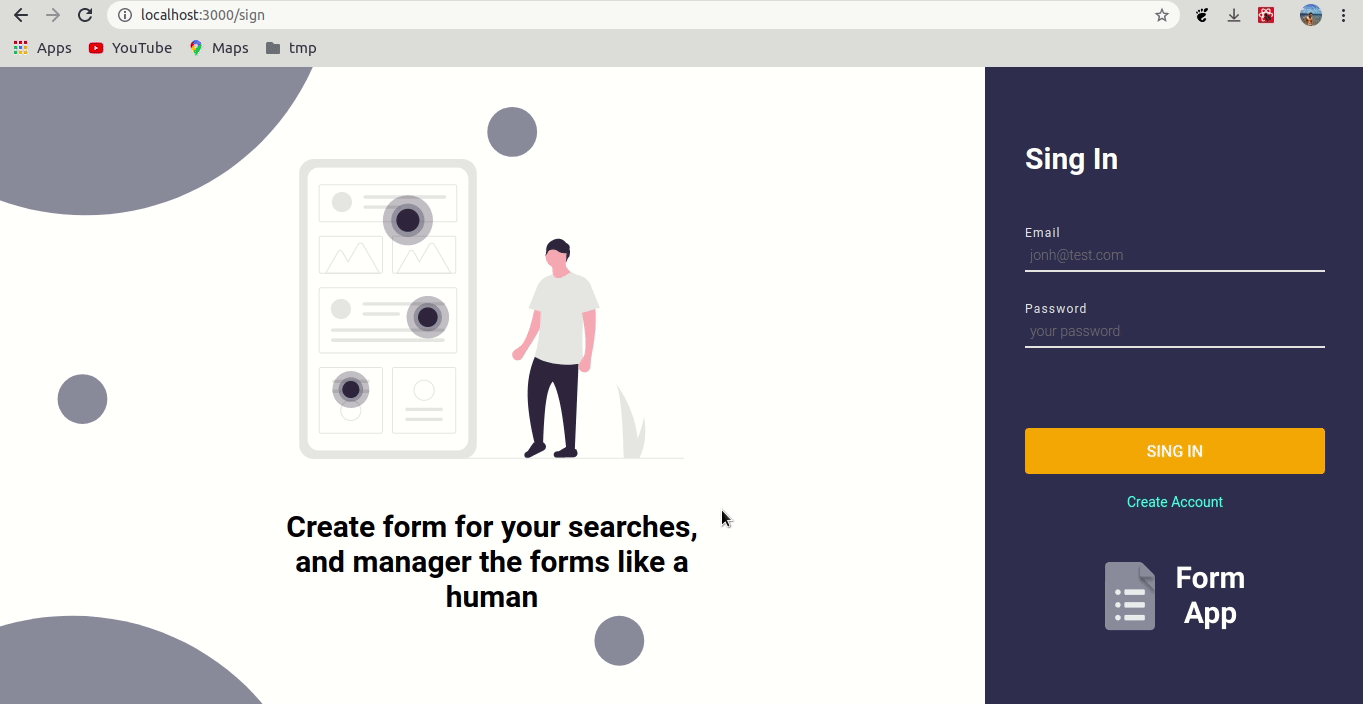 localhost:3000/sign
Apps
YouTube
Maps
tmp
Create form for your searches,
and manager the forms like a
human
Sing In
Email
jonh@test.com
Password
your password
SING IN
Create Account
Form
App